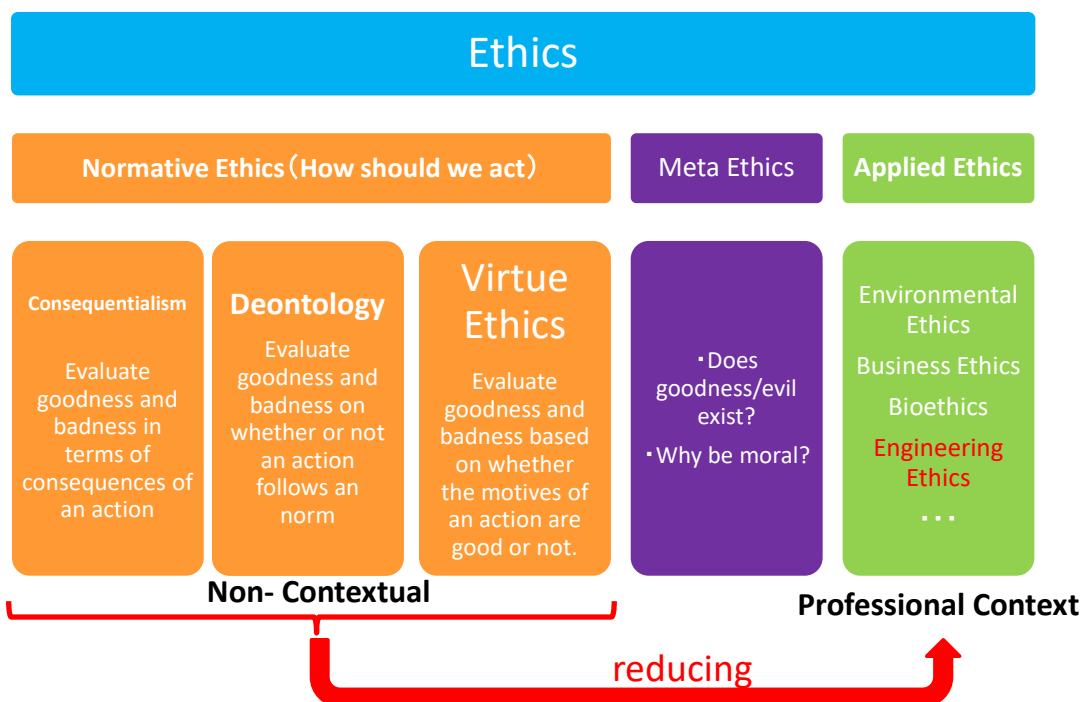 Ethics
Normative Ethics（How should we act）
Meta Ethics
Applied Ethics
Consequentialism
Evaluate
goodness and
badness in
terms of
consequences of
an action
Deontology
Evaluate
goodness and
badness on
whether or not
an action
follows an
norm
Virtue
Ethics
Evaluate
goodness and
badness based
on whether
the motives of
an action are
good or not.
・Does
goodness/evil
exist?
・Why be moral?
Environmental
Ethics
Business Ethics
Bioethics
Engineering
Ethics
・・・
Non- Contextual
Professional Context
reducing